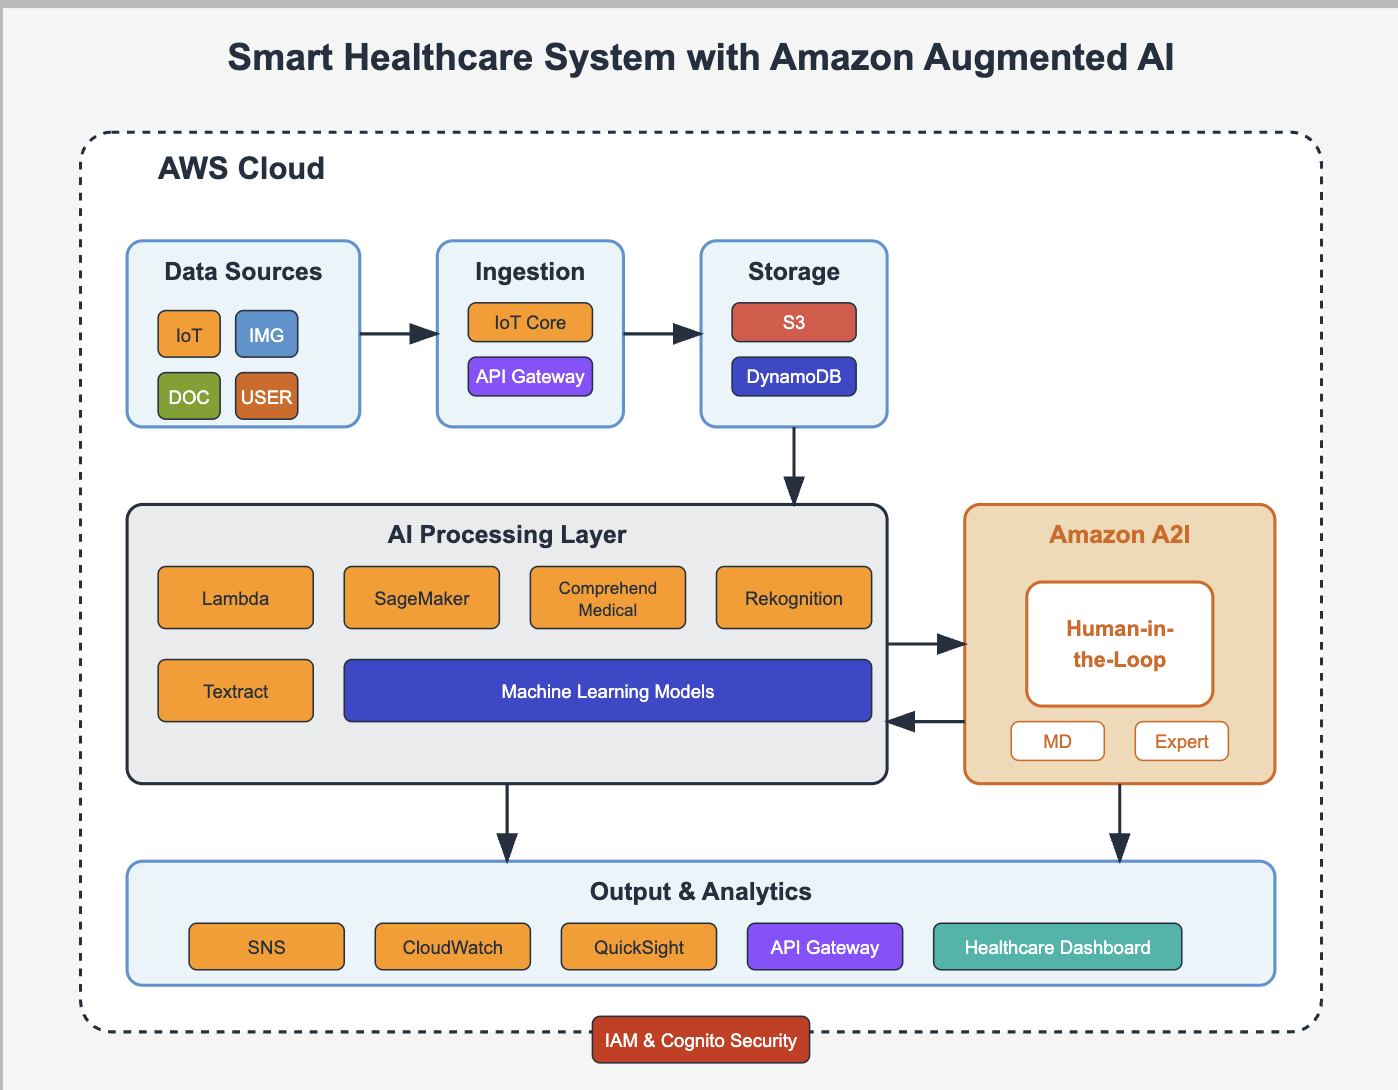 Smart Healthcare System with Amazon Augmented AI
AWS Cloud
Data Sources
IoT
IMG
DOC
USER
Ingestion
IoT Core
API Gateway
Storage
S3
DynamoDB
AI Processing Layer
Lambda
SageMaker
Comprehend
Medical
Rekognition
Textract
Machine Learning Models
Amazon A2I
Human-in-
the-Loop
MD
Expert
Output & Analytics
SNS
CloudWatch
QuickSight
API Gateway
Healthcare Dashboard
IAM & Cognito Security